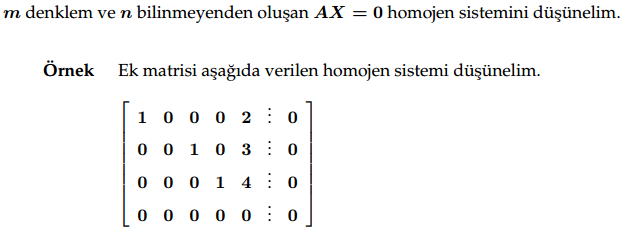 m denklem ve n bilinmeyenden oluşan AX = 0 homojen sistemini düşünelim.
Örnek Ek matrisi aşağıda verilen homojen sistemi düşünelim.
1 0 0 0 2 ⋮ 0
0 0 1 0 3 ⋮ 0
0 0 0 1 4 ⋮ 0
0 0 0 0 0 ⋮ 0